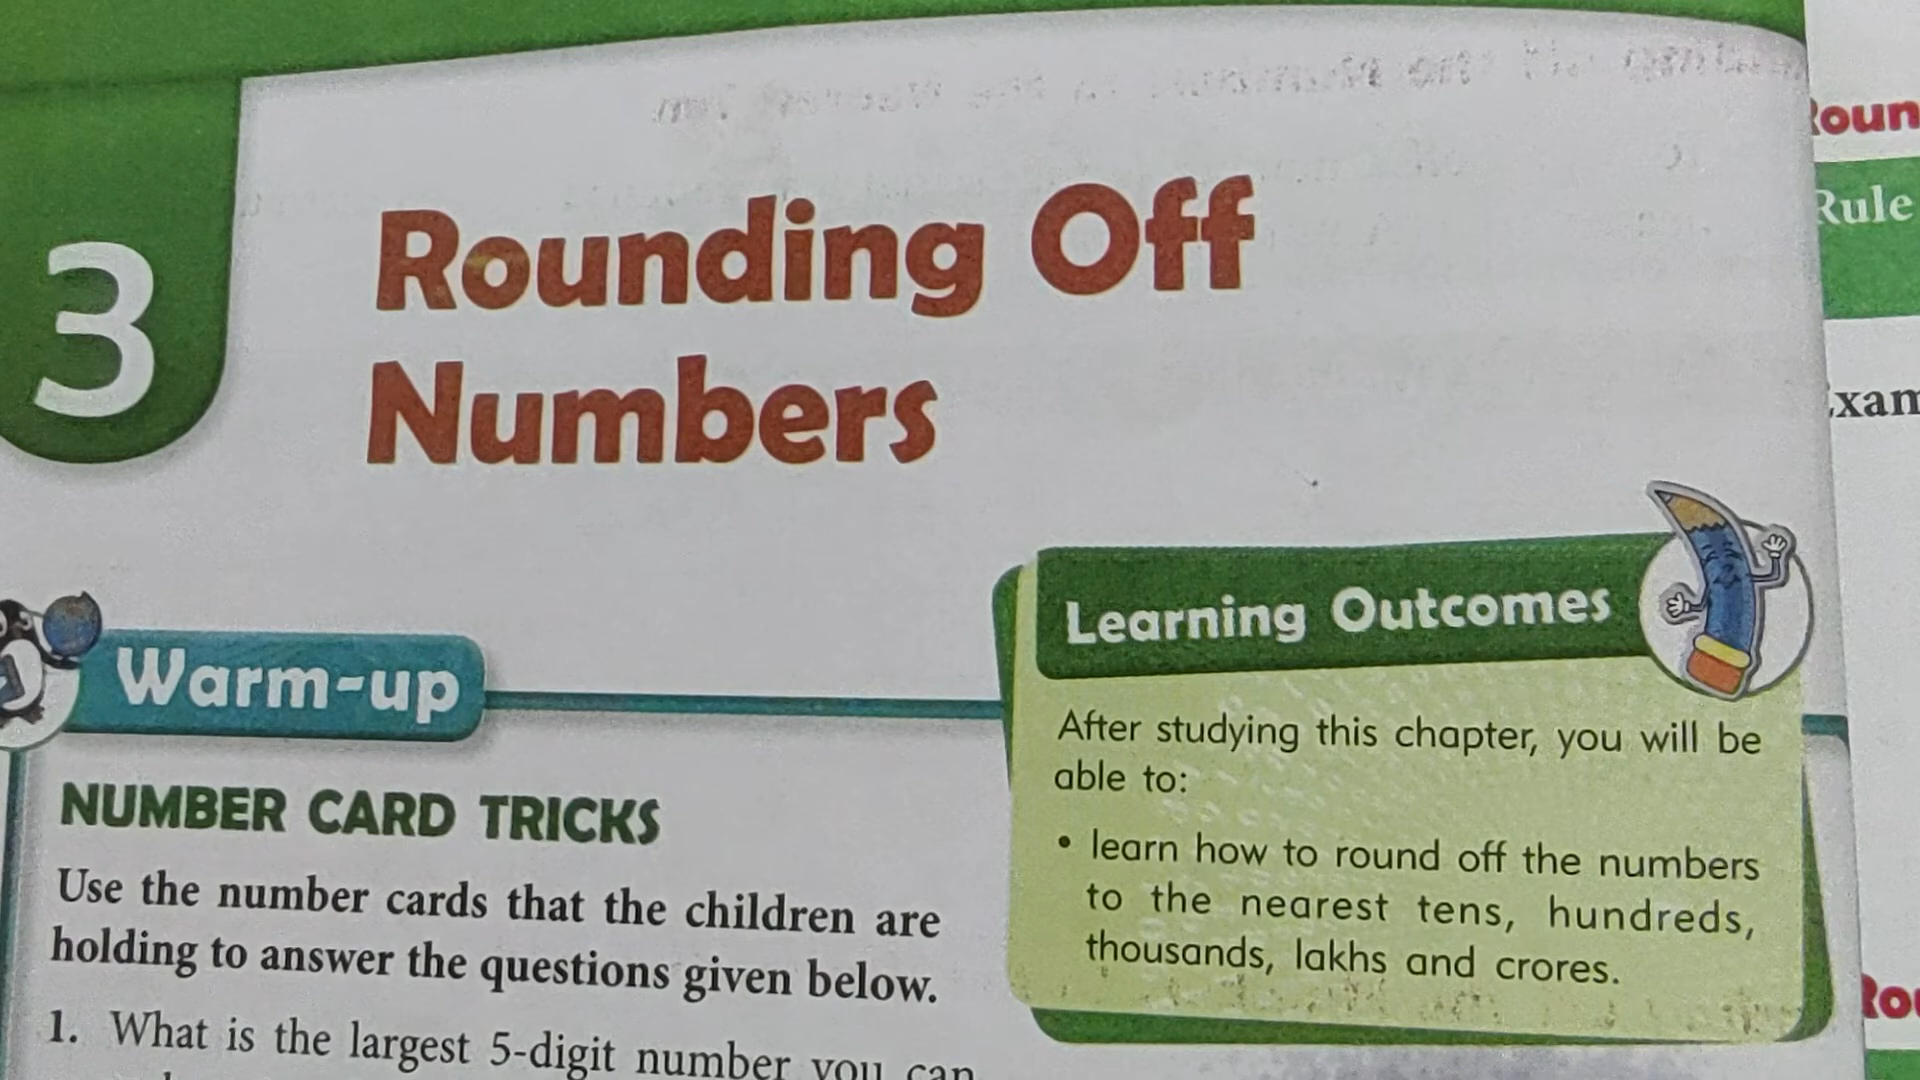 3
Rounding Off
Numbers
Warm-up
NUMBER CARD TRICKS
Use the number cards that the children are
holding to answer the questions given below.
1. What is the largest 5-digit number you can
Learning Outcomes
After studying this chapter, you will be
able to:
• learn how to round off the numbers
to the nearest tens, hundreds,
thousands, lakhs and crores.
Rule